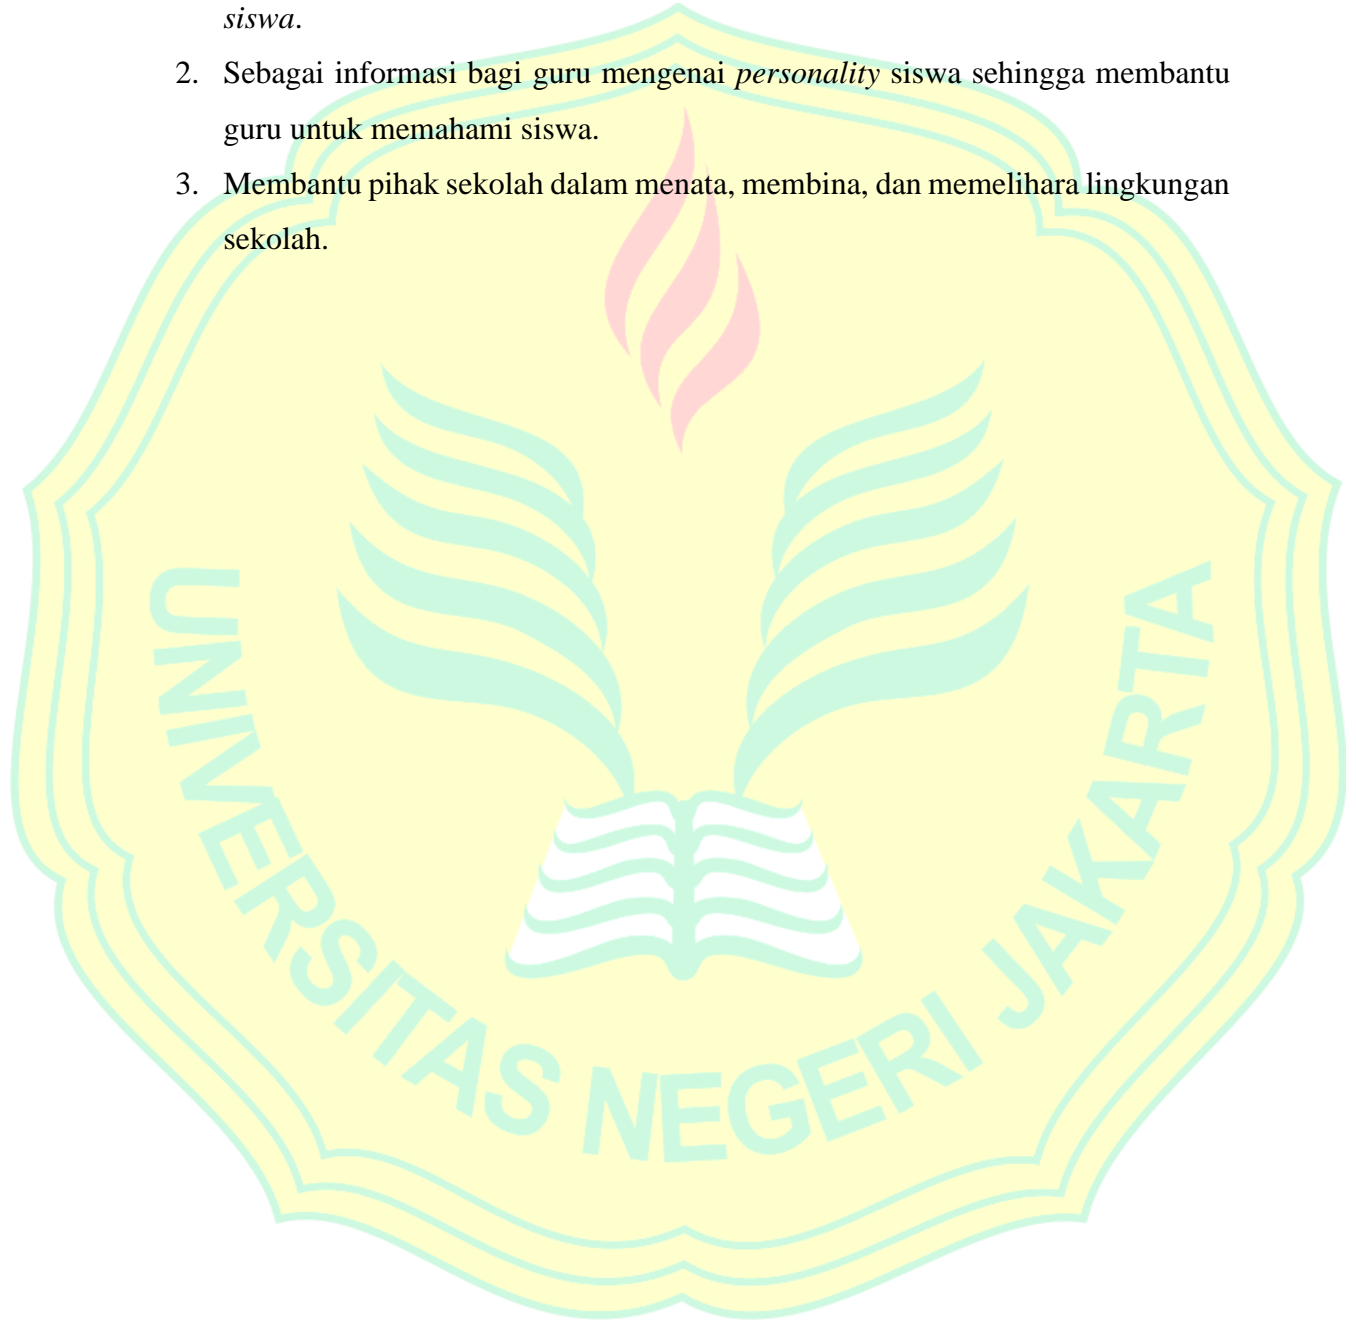 siswa.
2. Sebagai informasi bagi guru mengenai personality siswa sehingga membantu
guru untuk memahami siswa.
3. Membantu pihak sekolah dalam menata, membina, dan memelihara lingkungan
sekolah.
UNIVERSITAS NEGERI JAKARTA